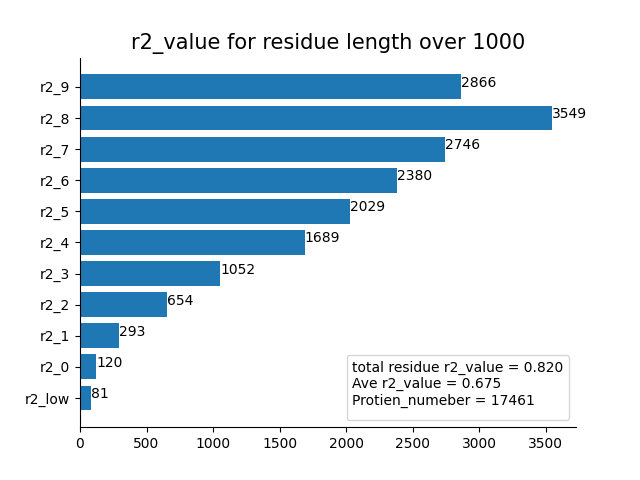 r2_value for residue length over 1000
r2_9 2866
r2_8 3549
r2_7 2746
r2_6 2380
r2_5 2029
r2_4 1689
r2_3 1052
r2_2 654
r2_1 293
r2_0 120
r2_low 81
total residue r2_value = 0.820
Ave r2_value = 0.675
Protien_numeber = 17461
0 500 1000 1500 2000 2500 3000 3500